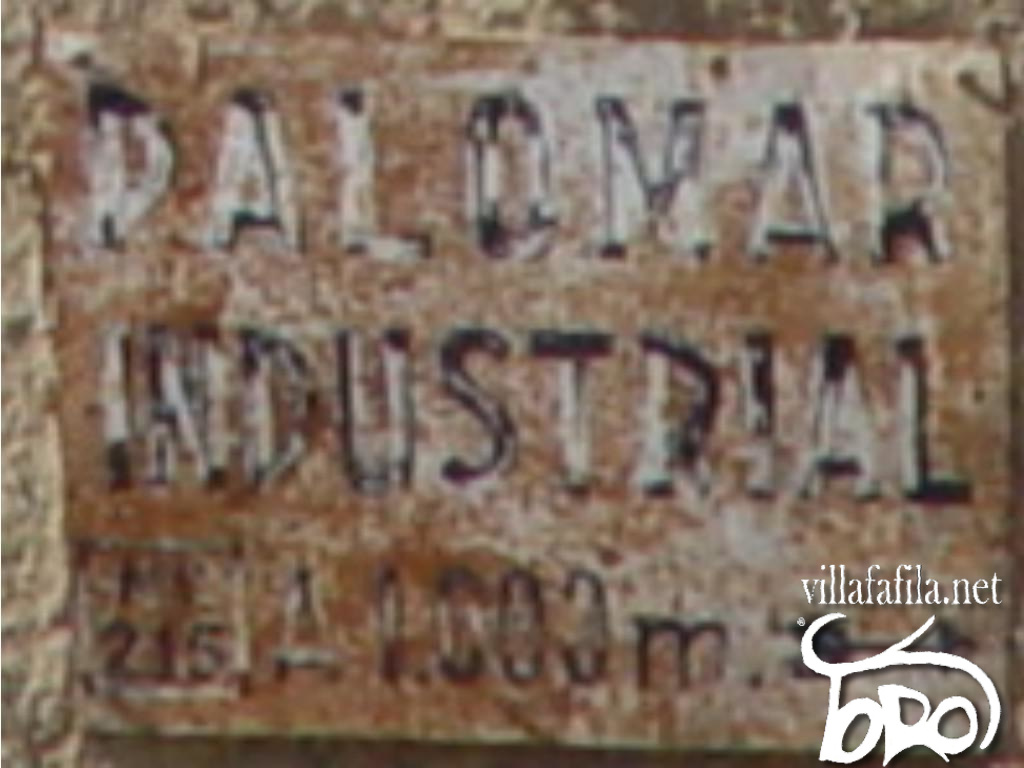 PALOMAR
INDUSTRIAL
215 A 1.000 m.
villafafila.net
®
TORO